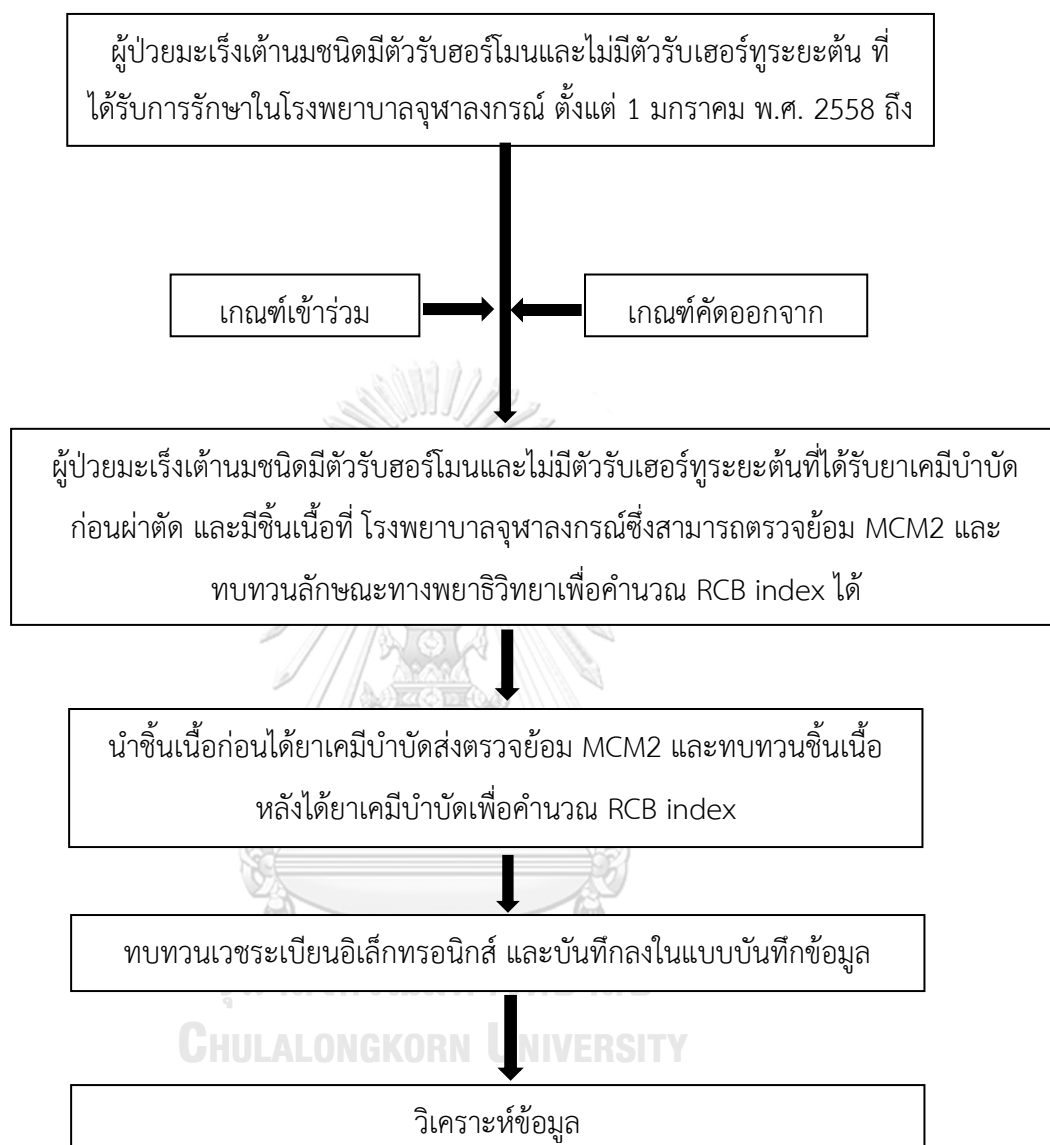 ผู้ป่วยมะเร็งเต้านมชนิดมีตัวรับฮอร์โมนและไม่มีตัวรับเฮอร์ทูระยะต้น ที่
ได้รับการรักษาในโรงพยาบาลจุฬาลงกรณ์ ตั้งแต่ 1 มกราคม พ.ศ. 2558 ถึง
เกณฑ์เข้าร่วม
เกณฑ์คัดออกจาก
ผู้ป่วยมะเร็งเต้านมชนิดมีตัวรับฮอร์โมนและไม่มีตัวรับเฮอร์ทูระยะต้นที่ได้รับยาเคมีบำบัด
ก่อนผ่าตัด และมีชิ้นเนื้อที่ โรงพยาบาลจุฬาลงกรณ์ซึ่งสามารถตรวจย้อม MCM2 และ
ทบทวนลักษณะทางพยาธิวิทยาเพื่อคำนวณ RCB index ได้
นำชิ้นเนื้อก่อนได้ยาเคมีบำบัดส่งตรวจย้อม MCM2 และทบทวนชิ้นเนื้อ
หลังได้ยาเคมีบำบัดเพื่อคำนวณ RCB index
ทบทวนเวชระเบียนอิเล็กทรอนิกส์ และบันทึกลงในแบบบันทึกข้อมูล
CHULALONGKORN UNIVERSITY
วิเคราะห์ข้อมูล